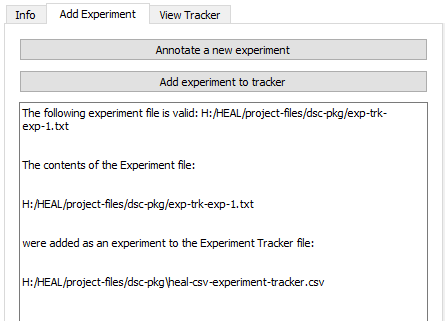 Info
Add Experiment
View Tracker
Annotate a new experiment
Add experiment to tracker
The following experiment file is valid: H:/HEAL/project-files/dsc-pkg/exp-trk-
exp-1.txt
The contents of the Experiment file:
H:/HEAL/project-files/dsc-pkg/exp-trk-exp-1.txt
were added as an experiment to the Experiment Tracker file:
H:/HEAL/project-files/dsc-pkg\heal-csv-experiment-tracker.csv